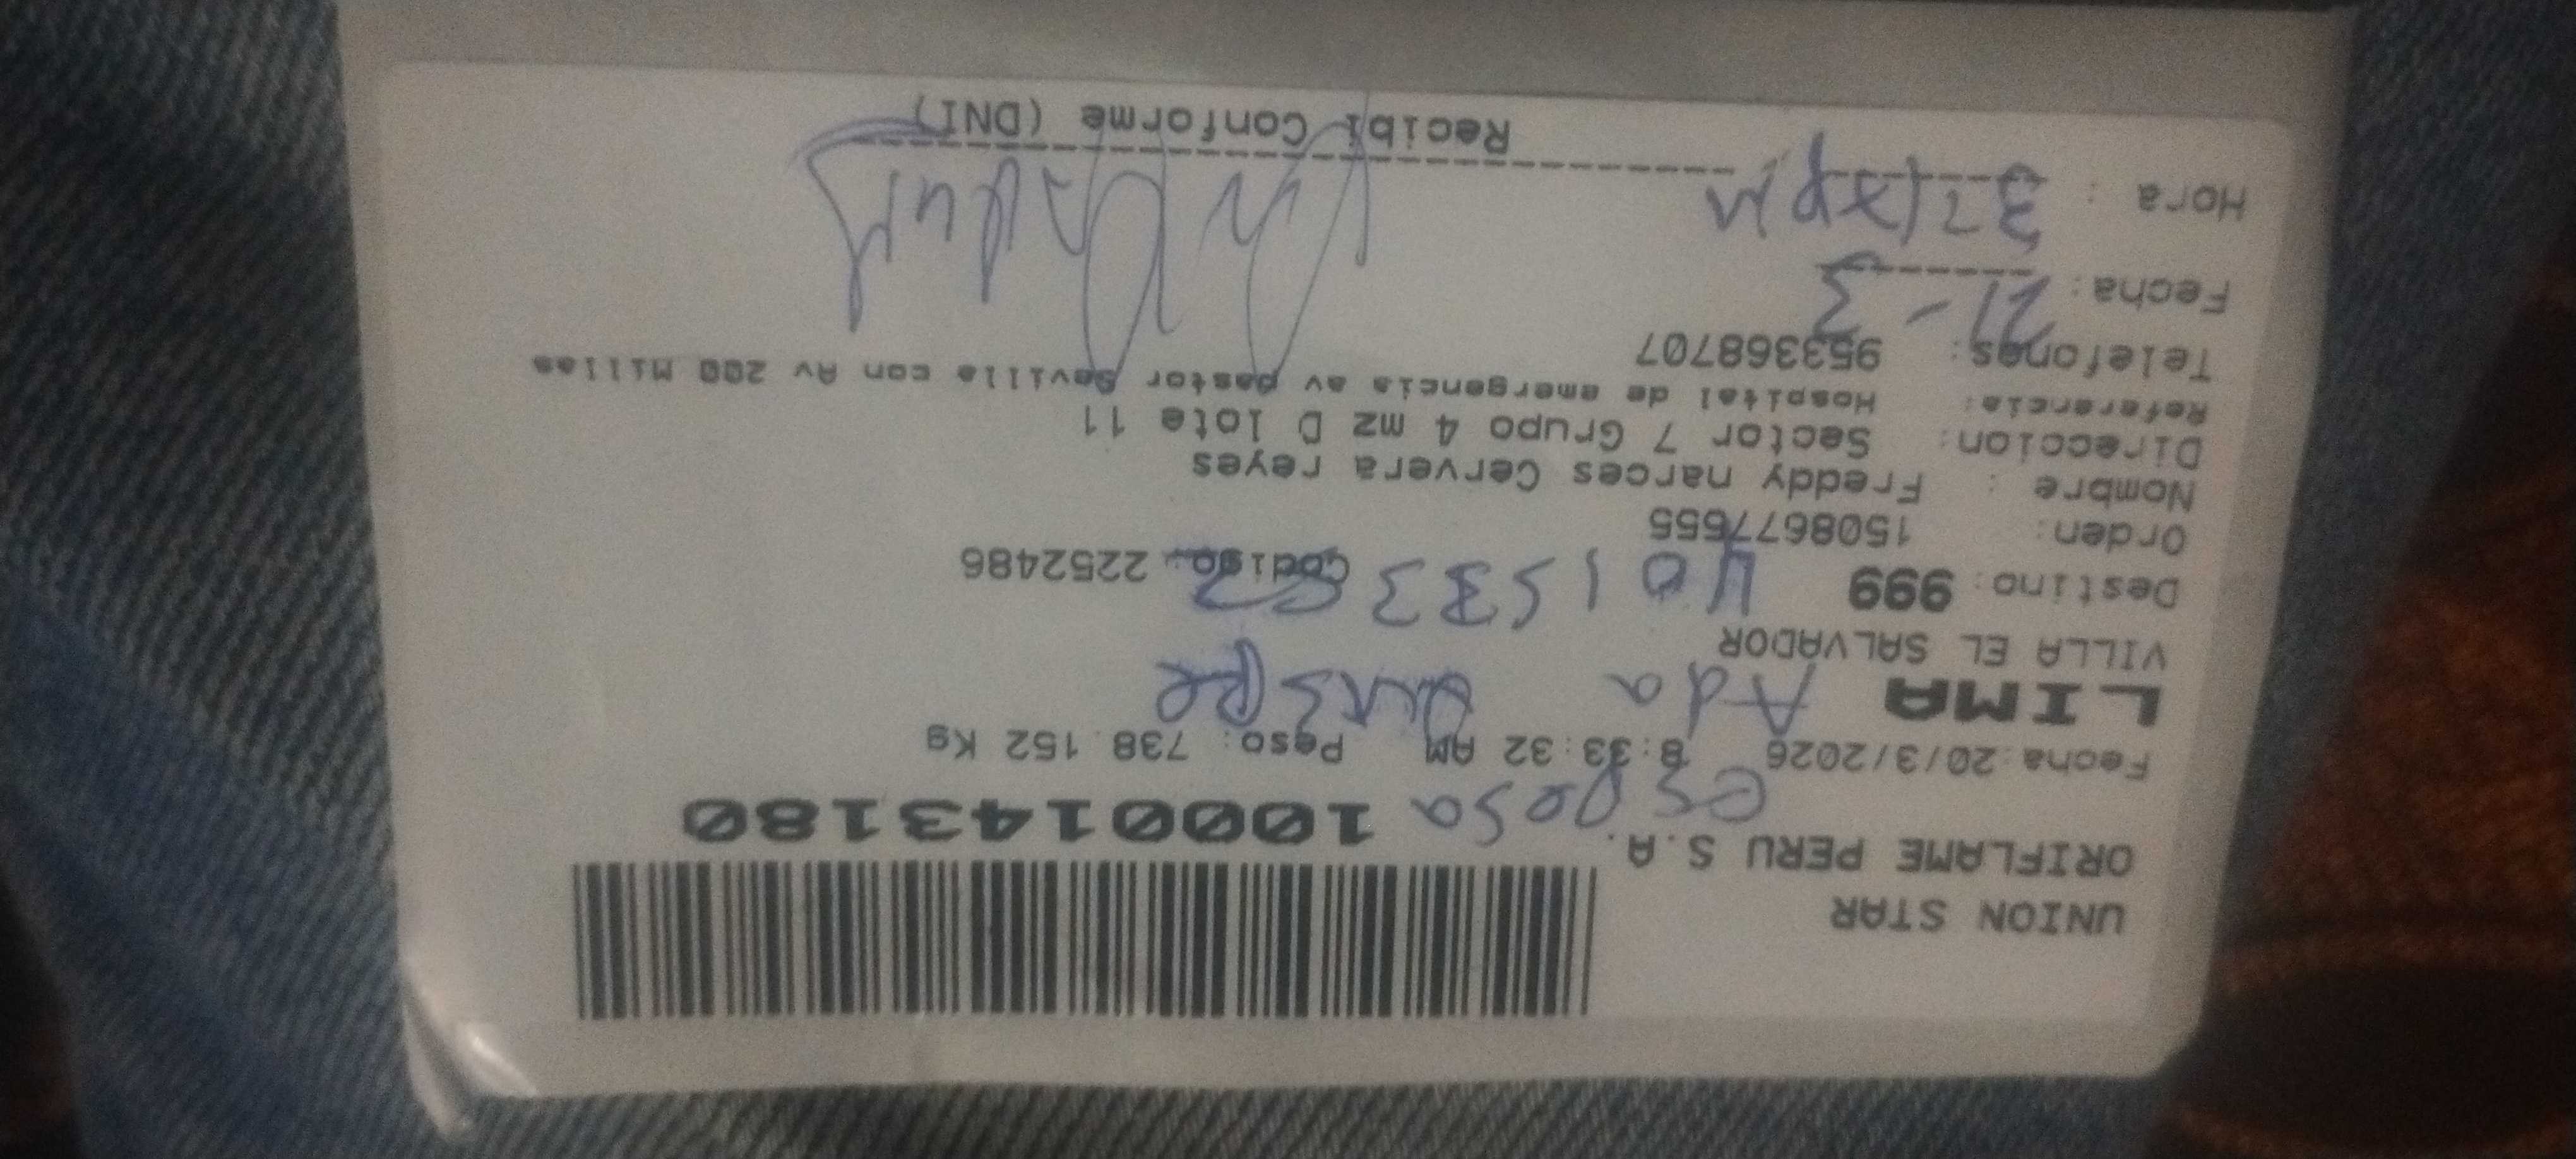 UNION STAR
ORIFLAME PERU S.A.
1000143180
esposa
Fecha:20/3/2026 8:33:32 AM Peso: 738.152 Kg
LIMA
Ada
VILLA EL SALVADOR
Destino: 999
Codigo: 2252486
Orden: 1508677555
Nombre : Freddy narces Cervera reyes
Direccion: Sector 7 Grupo 4 mz D lote 11
Referencia: Hospital de emergencia av pastor Sevilla con Av 200 Millas
Telefonos: 953368707
Fecha: 21-3
Hora :
Recibi Conforme (DNI)